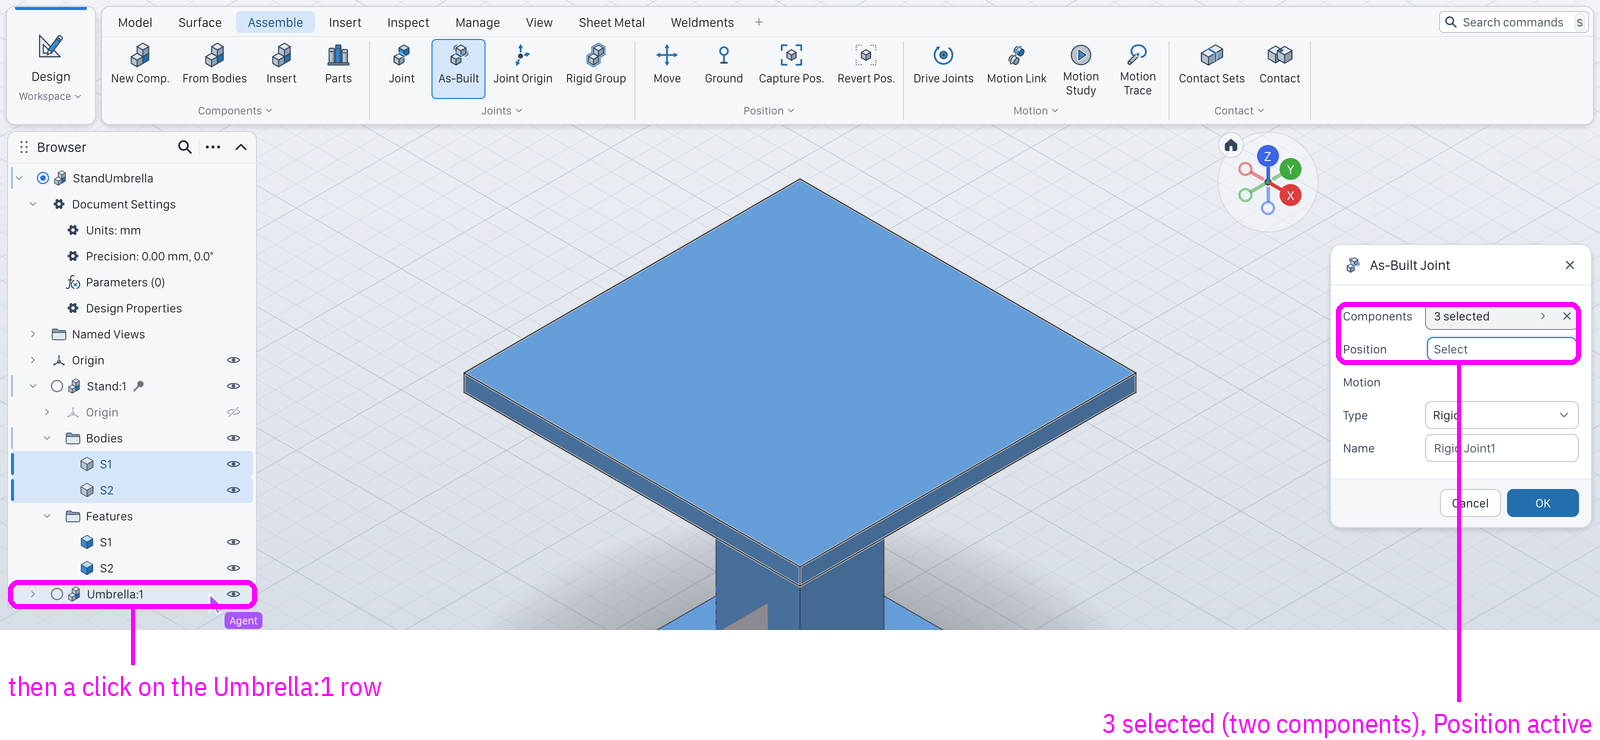 Model Surface Assemble Insert Inspect Manage View Sheet Metal Weldments +
Search commands S
Design
Workspace
New Comp. From Bodies Insert Parts
Components
Joint As-Built Joint Origin Rigid Group
Joints
Move Ground Capture Pos. Revert Pos.
Position
Drive Joints Motion Link Motion Study Motion Trace
Motion
Contact Sets Contact
Contact
Browser
StandUmbrella
Document Settings
Units: mm
Precision: 0.00 mm, 0.0°
Parameters (0)
Design Properties
Named Views
Origin
Stand:1
Origin
Bodies
S1
S2
Features
S1
S2
Umbrella:1
Agent
Z
Y
X
As-Built Joint
Components 3 selected
Position Select
Motion
Type Rigid
Name Rigid Joint1
Cancel OK
then a click on the Umbrella:1 row
3 selected (two components), Position active